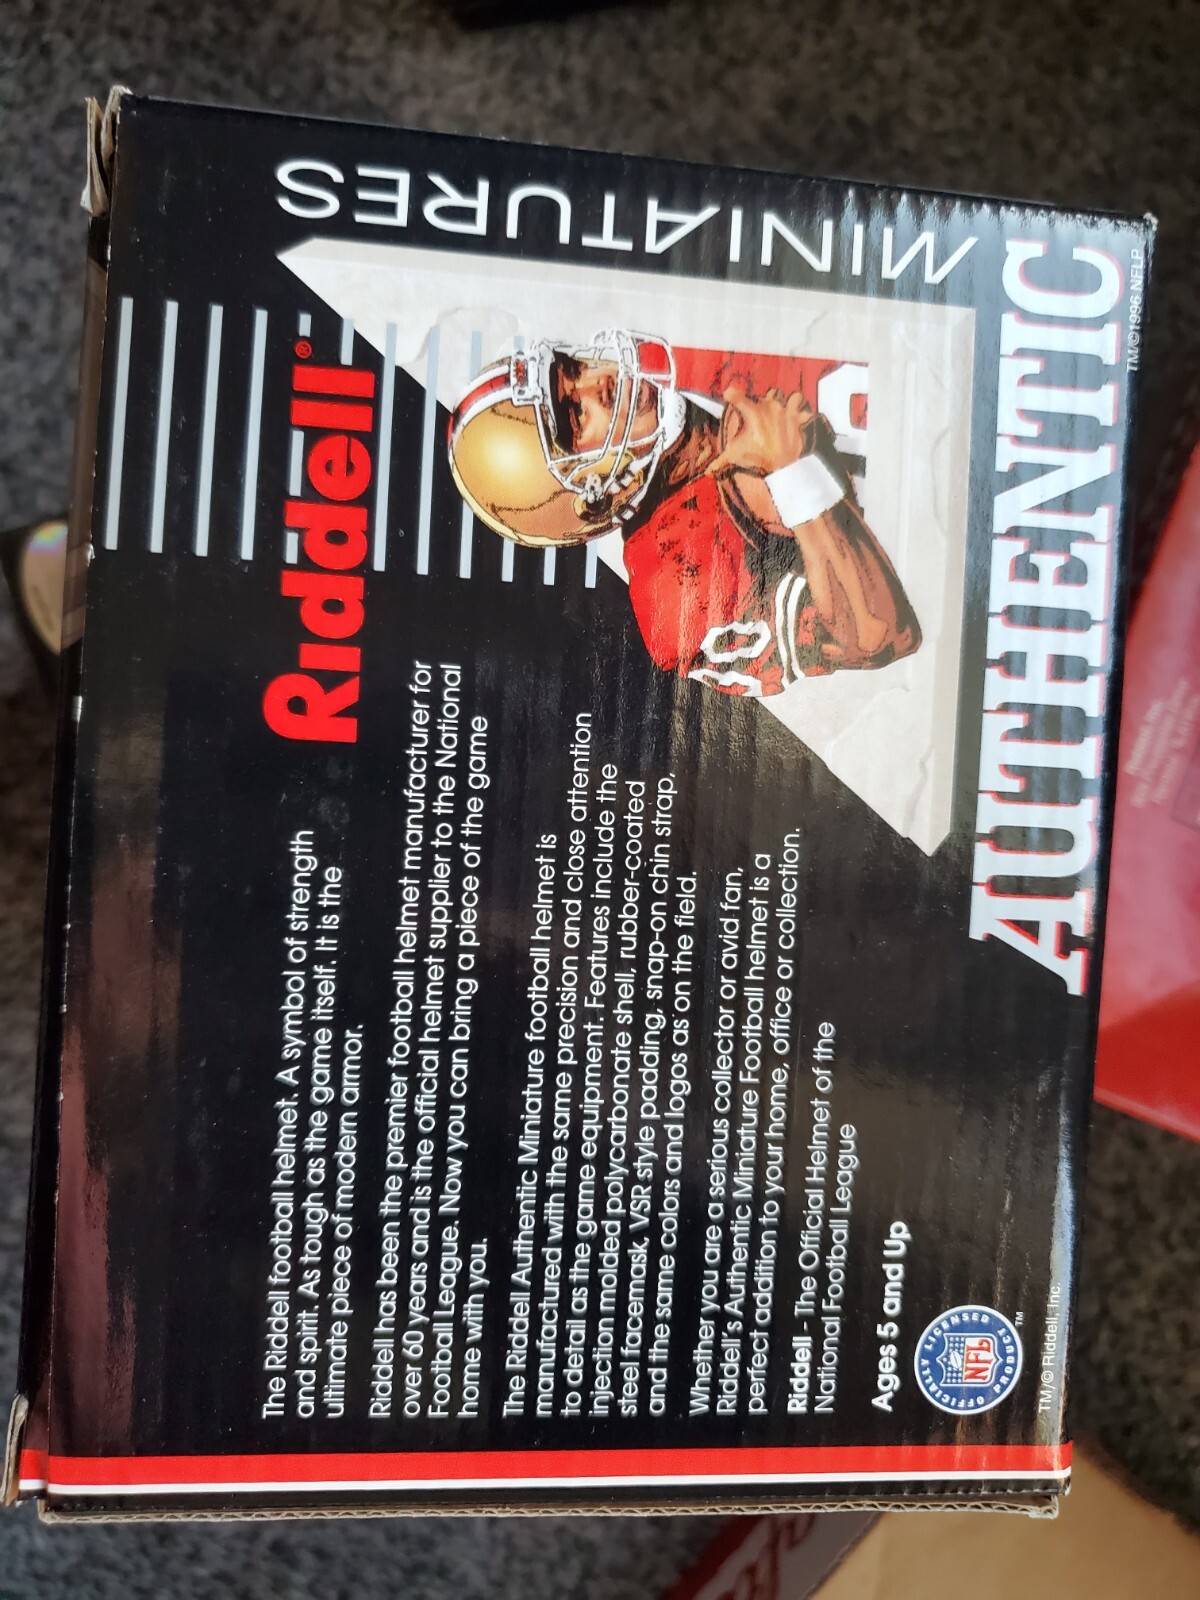 The Riddell football helmet. A symbol of strength
and spirit. As tough as the game itself. It is the
ultimate piece of modern armor.
Riddell has been the premier football helmet manufacturer for
over 60 years and is the official helmet supplier to the National
Football League. Now you can bring a piece of the game
home with you.
The Riddell Authentic Miniature football helmet is
manufactured with the same precision and close attention
to detail as the game equipment. Features include the
injection molded polycarbonate shell, rubber-coated
steel facemask, VSR style padding, snap-on chin strap,
and the same colors and logos as on the field.
Whether you are a serious collector or avid fan,
Riddell's Authentic Miniature Football helmet is a
perfect addition to your home, office or collection.
Riddell - The Official Helmet of the
National Football League
Ages 5 and Up
OFFICIALLY LICENSED PRODUCT
NFL
TM
TM/© Riddell, Inc.
Riddell®
MINIATURES
AUTHENTIC
TM/©1996 NFLP